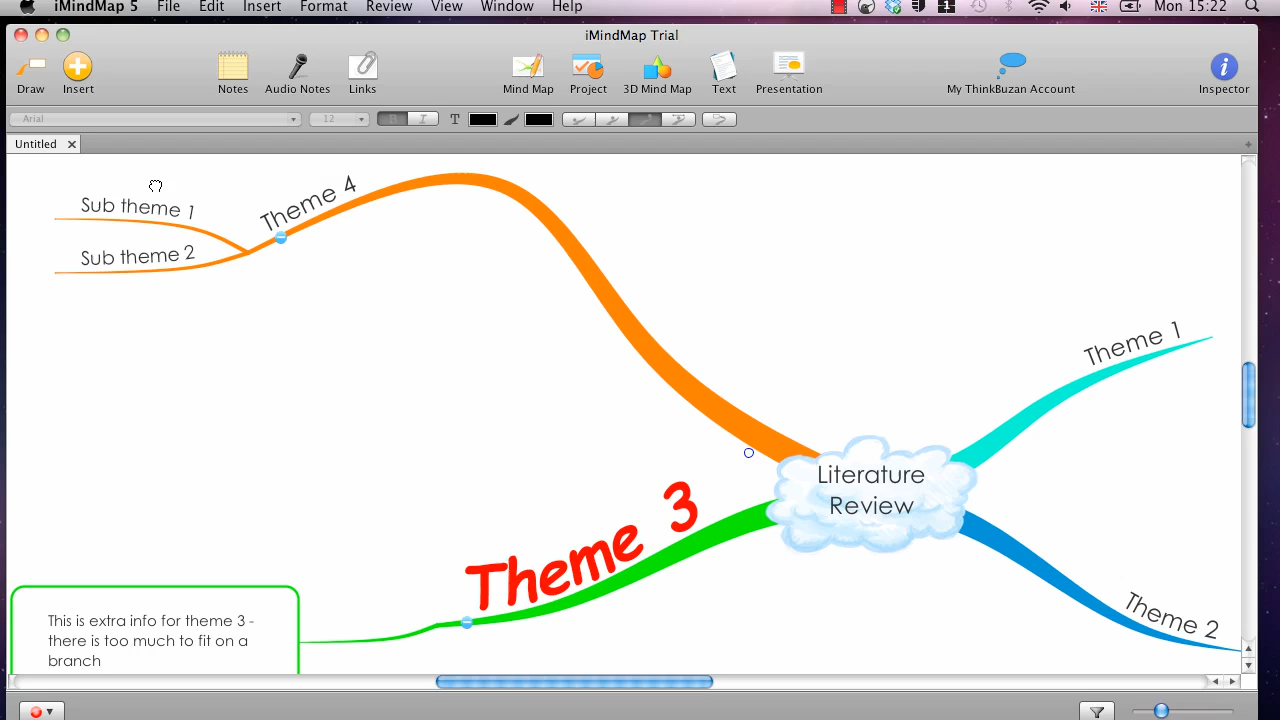 iMindMap 5 File Edit Insert Format Review View Window Help 1 Mon 15:22
iMindMap Trial
Draw Insert Notes Audio Notes Links Mind Map Project 3D Mind Map Text Presentation My ThinkBuzan Account Inspector
Arial 12 B I T
Untitled
Sub theme 1
Sub theme 2
Theme 4
Theme 1
Literature
Review
Theme 3
Theme 2
This is extra info for theme 3 -
there is too much to fit on a
branch